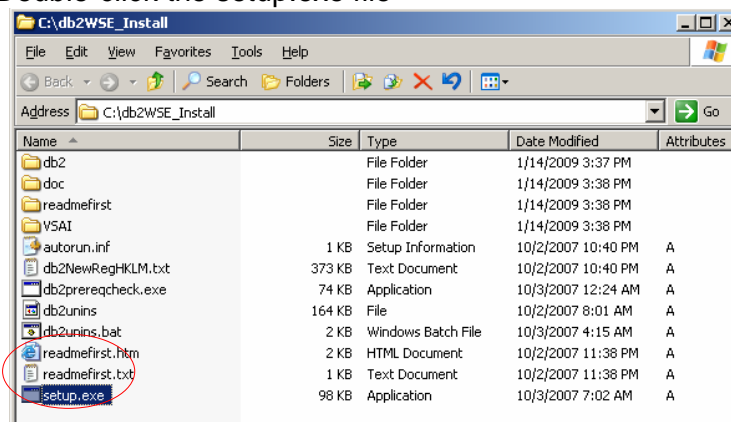 Double-click the setup.exe file
C:\db2WSE_Install
File Edit View Favorites Tools Help
Back Search Folders
Address C:\db2WSE_Install Go
Name Size Type Date Modified Attributes
db2 File Folder 1/14/2009 3:37 PM
doc File Folder 1/14/2009 3:38 PM
readmefirst File Folder 1/14/2009 3:38 PM
VSAI File Folder 1/14/2009 3:38 PM
autorun.inf 1 KB Setup Information 10/2/2007 10:40 PM A
db2NewRegHKLM.txt 373 KB Text Document 10/2/2007 10:40 PM A
db2prereqcheck.exe 74 KB Application 10/3/2007 12:24 AM A
db2unins 164 KB File 10/2/2007 8:01 AM A
db2unins.bat 2 KB Windows Batch File 10/3/2007 4:15 AM A
readmefirst.htm 2 KB HTML Document 10/2/2007 11:38 PM A
readmefirst.txt 1 KB Text Document 10/2/2007 11:38 PM A
setup.exe 98 KB Application 10/3/2007 7:02 AM A